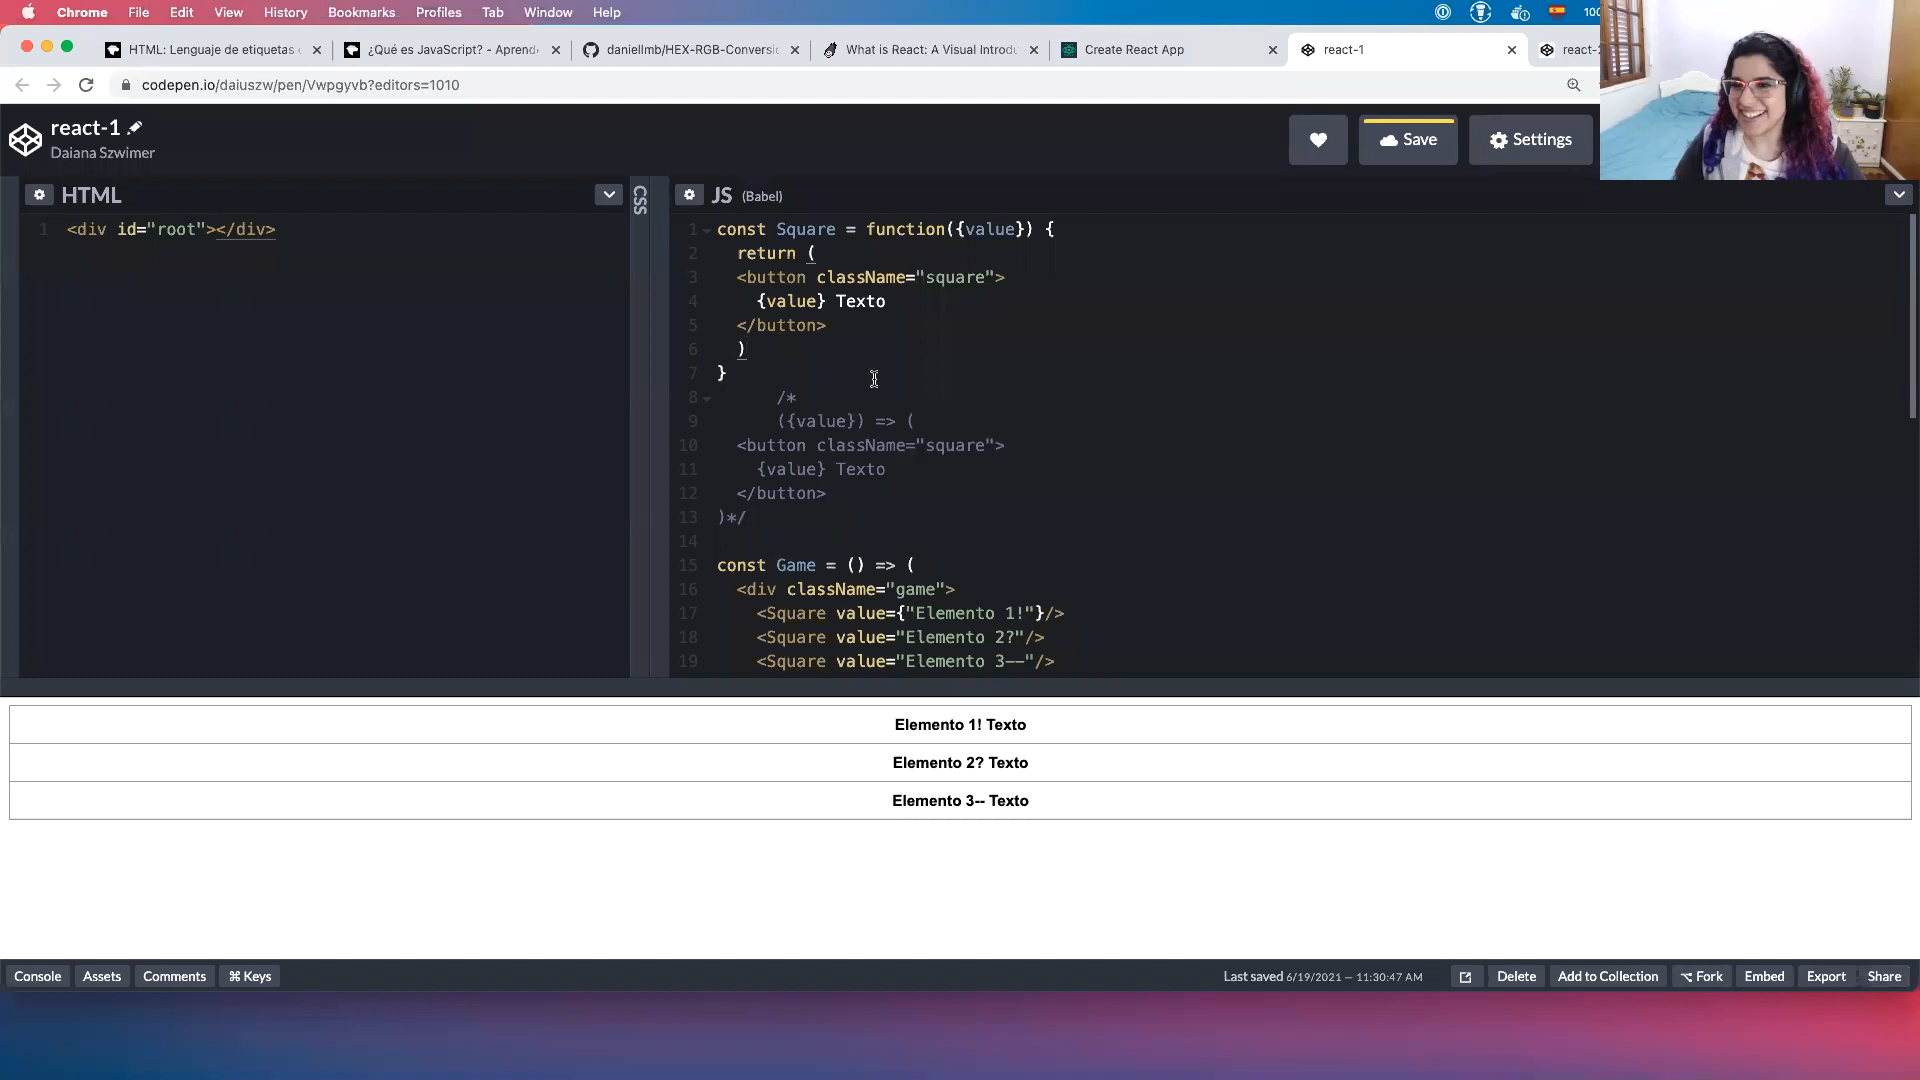 Chrome File Edit View History Bookmarks Profiles Tab Window Help
HTML: Lenguaje de etiquetas
¿Qué es JavaScript? - Aprend
daniellmb/HEX-RGB-Conversi
What is React: A Visual Introdu
Create React App
react-1
react-
codepen.io/daiuszw/pen/Vwpgyvb?editors=1010
react-1
Daiana Szwimer
Save
Settings
HTML
CSS
JS (Babel)
1 <div id="root"></div>
1 const Square = function({value}) {
2 return (
3 <button className="square">
4 {value} Texto
5 </button>
6 )
7 }
8 /*
9 ({value}) => (
10 <button className="square">
11 {value} Texto
12 </button>
13 )*/
14
15 const Game = () => (
16 <div className="game">
17 <Square value={"Elemento 1!"}/>
18 <Square value="Elemento 2?"/>
19 <Square value="Elemento 3--"/>
Elemento 1! Texto
Elemento 2? Texto
Elemento 3-- Texto
Console Assets Comments ⌘ Keys
Last saved 6/19/2021 — 11:30:47 AM
Delete Add to Collection Fork Embed Export Share